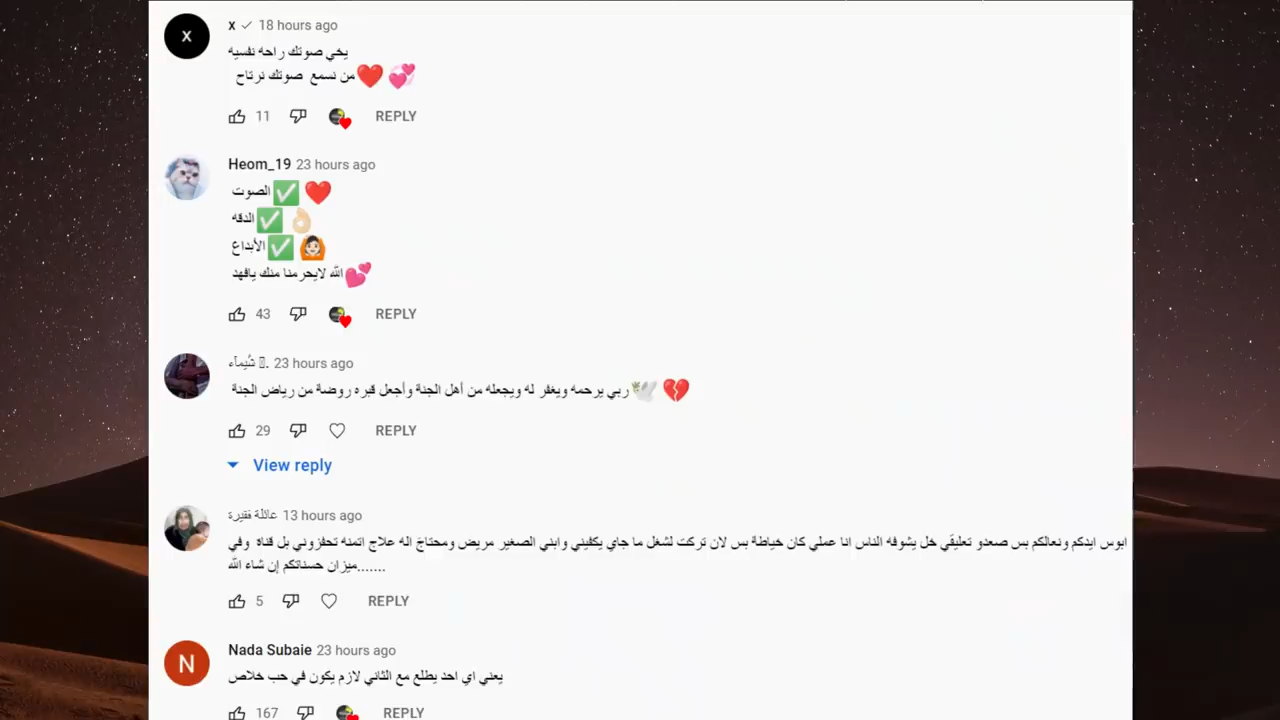 X
x ✓ 18 hours ago
يخي صوتك راحه نفسيه
من نسمع صوتك نرتاح❤️ 💞
11 REPLY
Heom_19 23 hours ago
الصوت✅ ❤️
الدقه✅ 👌🏻
الأبداع✅ 🙆🏻
الله لايحرمنا منك يافهد💕
43 REPLY
شيماء . 23 hours ago
ربي يرحمه ويغفر له ويجعله من أهل الجنة وأجعل قبره روضة من رياض الجنة🕊️ 💔
29 REPLY
View reply
عائلة فقيرة 13 hours ago
ابوس ايدكم ونعالكم بس صعدو تعليقي خل يشوفه الناس انا عملي كان خياطة بس لان تركت لشغل ما جاي يكفيني وابني الصغير مريض ومحتاج اله علاج اتمنه تحفزوني بل قناة وفي
ميزان حسناتكم إن شاء الله.......
5 REPLY
N
Nada Subaie 23 hours ago
يعني اي احد يطلع مع الثاني لازم يكون في حب خلاص
167 REPLY